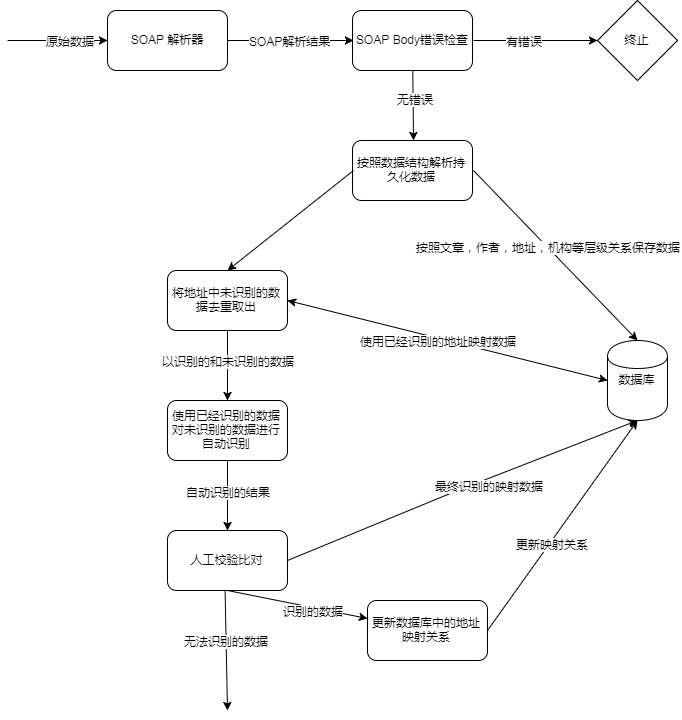 原始数据
SOAP 解析器
SOAP解析结果
SOAP Body错误检查
有错误
终止
无错误
按照数据结构解析持
久化数据
按照文章，作者，地址，机构等层级关系保存数据
将地址中未识别的数
据去重取出
使用已经识别的地址映射数据
以识别的和未识别的数据
数据库
使用已经识别的数据
对未识别的数据进行
自动识别
自动识别的结果
最终识别的映射数据
人工校验比对
更新映射关系
识别的数据
更新数据库中的地址
映射关系
无法识别的数据